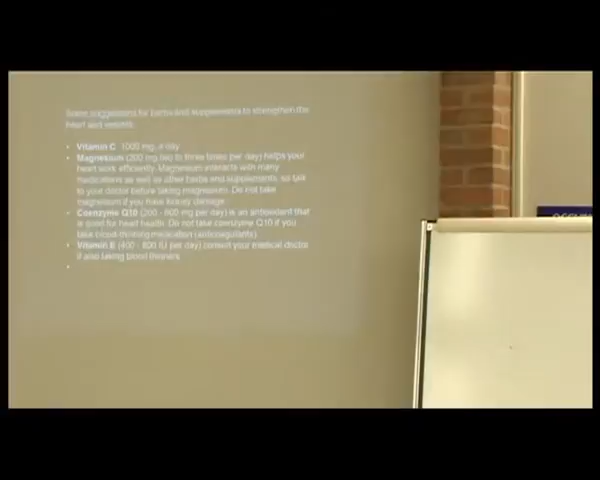 Some suggestions for herbs and supplements to strengthen the
heart and vessels:
• Vitamin C 1000 mg. a day
• Magnesium (200 mg two to three times per day) helps your
heart work efficiently. Magnesium interacts with many
medications as well as other herbs and supplements, so talk
to your doctor before taking magnesium. Do not take
magnesium if you have kidney damage.
• Coenzyme Q10 (200 - 600 mg per day) is an antioxidant that
is good for heart health. Do not take coenzyme Q10 if you
take blood-thinning medication (anticoagulants)
• Vitamin E (400 - 800 IU per day) consult your medical doctor
if also taking blood thinners.
•